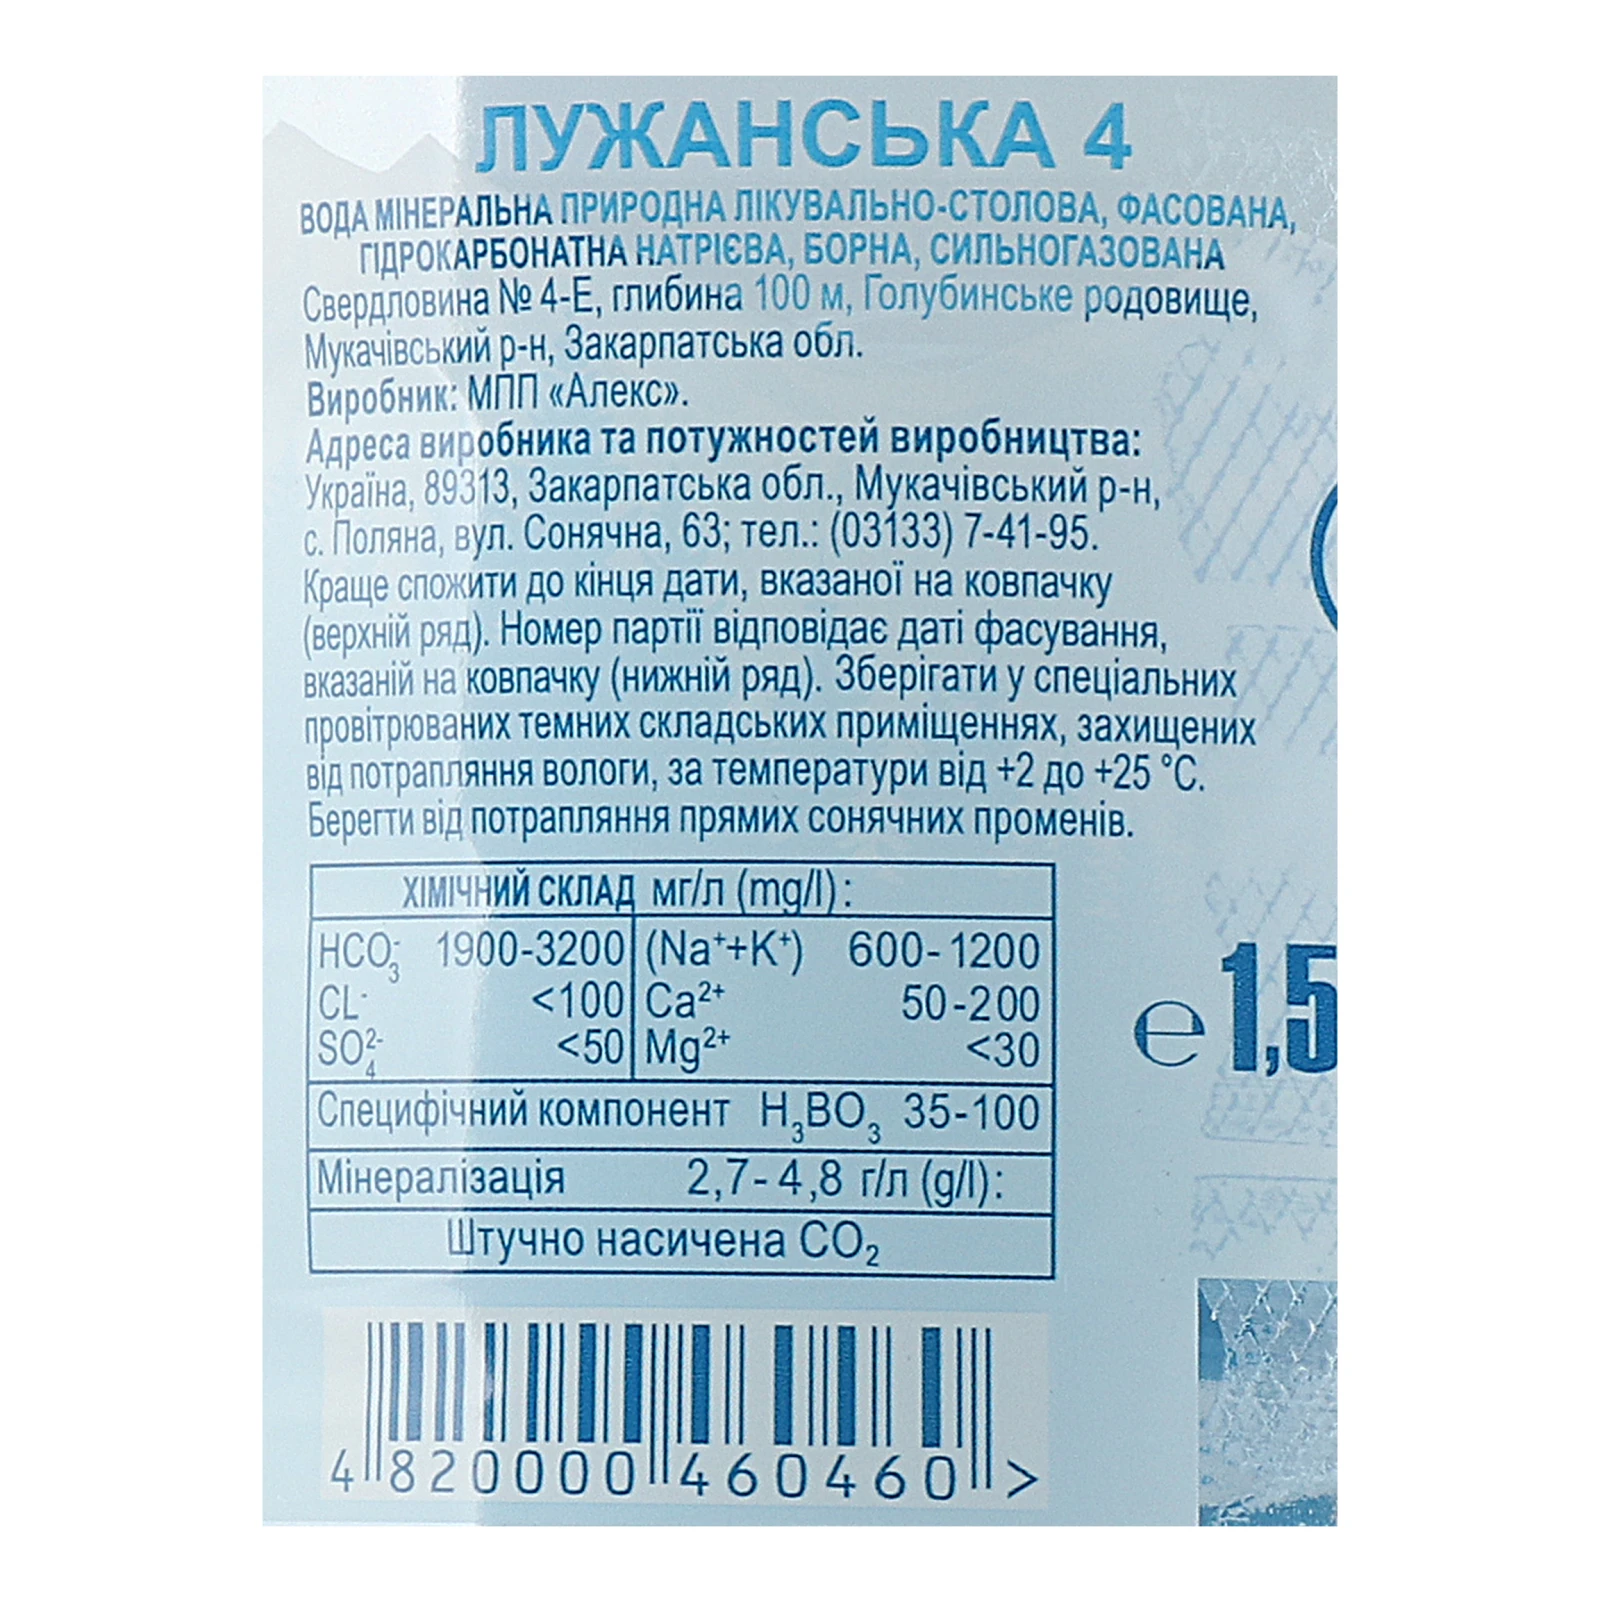 ЛУЖАНСЬКА 4
ВОДА МІНЕРАЛЬНА ПРИРОДНА ЛІКУВАЛЬНО-СТОЛОВА, ФАСОВАНА,
ГІДРОКАРБОНАТНА НАТРІЄВА, БОРНА, СИЛЬНОГАЗОВАНА
Свердловина № 4-Е, глибина 100 м, Голубинське родовище,
Мукачівський р-н, Закарпатська обл.
Виробник: МПП «Алекс».
Адреса виробника та потужностей виробництва:
Україна, 89313, Закарпатська обл., Мукачівський р-н,
с. Поляна, вул. Сонячна, 63; тел.: (03133) 7-41-95.
Краще спожити до кінця дати, вказаної на ковпачку
(верхній ряд). Номер партії відповідає даті фасування,
вказаній на ковпачку (нижній ряд). Зберігати у спеціальних
провітрюваних темних складських приміщеннях, захищених
від потрапляння вологи, за температури від +2 до +25 °С.
Берегти від потрапляння прямих сонячних променів.
ХІМІЧНИЙ СКЛАД мг/л (mg/l):
HCO₃⁻ 1900-3200 (Na⁺+K⁺) 600-1200
CL⁻ <100 Ca²⁺ 50-200
SO₄²⁻ <50 Mg²⁺ <30
Специфічний компонент H₃BO₃ 35-100
Мінералізація 2,7-4,8 г/л (g/l):
Штучно насичена CO₂
℮ 1,5
4 820000 460460 >